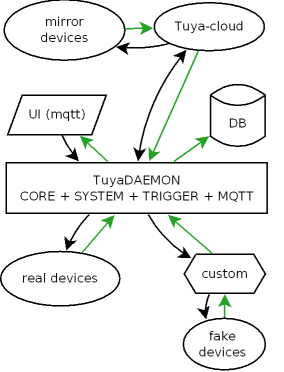 mirror
devices
Tuya-cloud
UI (mqtt)
DB
TuyaDAEMON
CORE + SYSTEM + TRIGGER + MQTT
real devices
custom
fake
devices